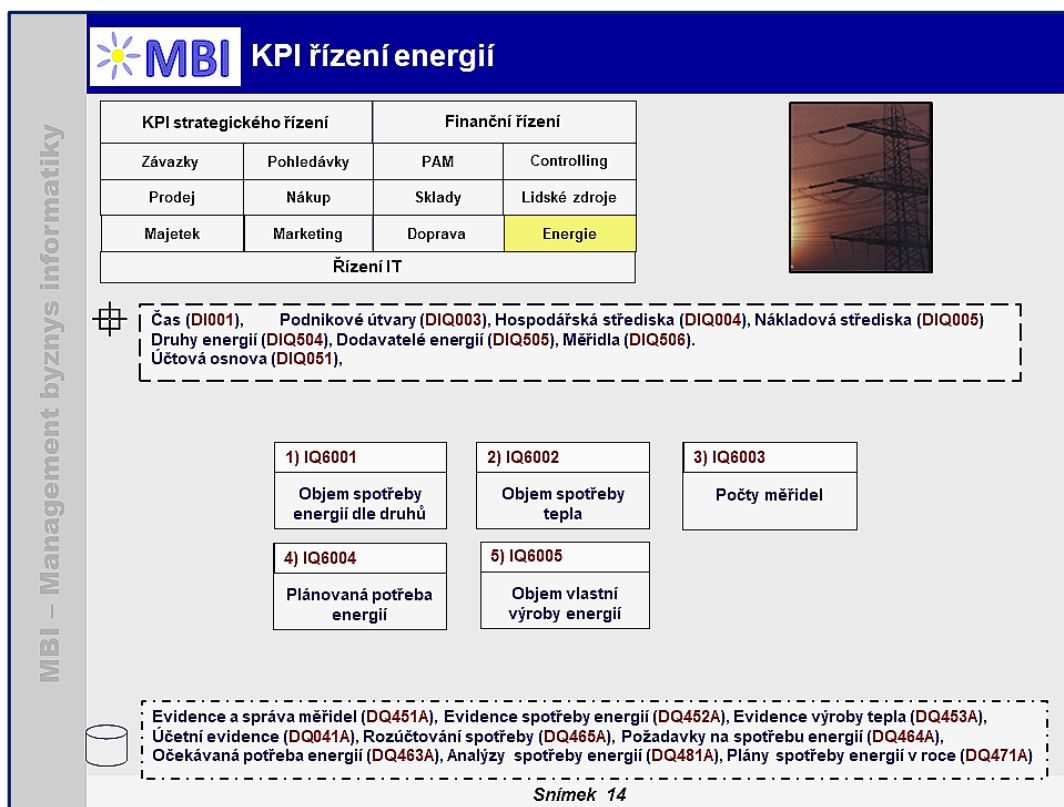 MBI
KPI řízení energií
MBI – Management byznys informatiky
KPI strategického řízení
Finanční řízení
Závazky
Pohledávky
PAM
Controlling
Prodej
Nákup
Sklady
Lidské zdroje
Majetek
Marketing
Doprava
Energie
Řízení IT
Čas (DI001), Podnikové útvary (DIQ003), Hospodářská střediska (DIQ004), Nákladová střediska (DIQ005)
Druhy energií (DIQ504), Dodavatelé energií (DIQ505), Měřidla (DIQ506).
Účtová osnova (DIQ051),
1) IQ6001
Objem spotřeby
energií dle druhů
2) IQ6002
Objem spotřeby
tepla
3) IQ6003
Počty měřidel
4) IQ6004
Plánovaná potřeba
energií
5) IQ6005
Objem vlastní
výroby energií
Evidence a správa měřidel (DQ451A), Evidence spotřeby energií (DQ452A), Evidence výroby tepla (DQ453A),
Účetní evidence (DQ041A), Rozúčtování spotřeby (DQ465A), Požadavky na spotřebu energií (DQ464A),
Očekávaná potřeba energií (DQ463A), Analýzy spotřeby energií (DQ481A), Plány spotřeby energií v roce (DQ471A)
Snímek 14